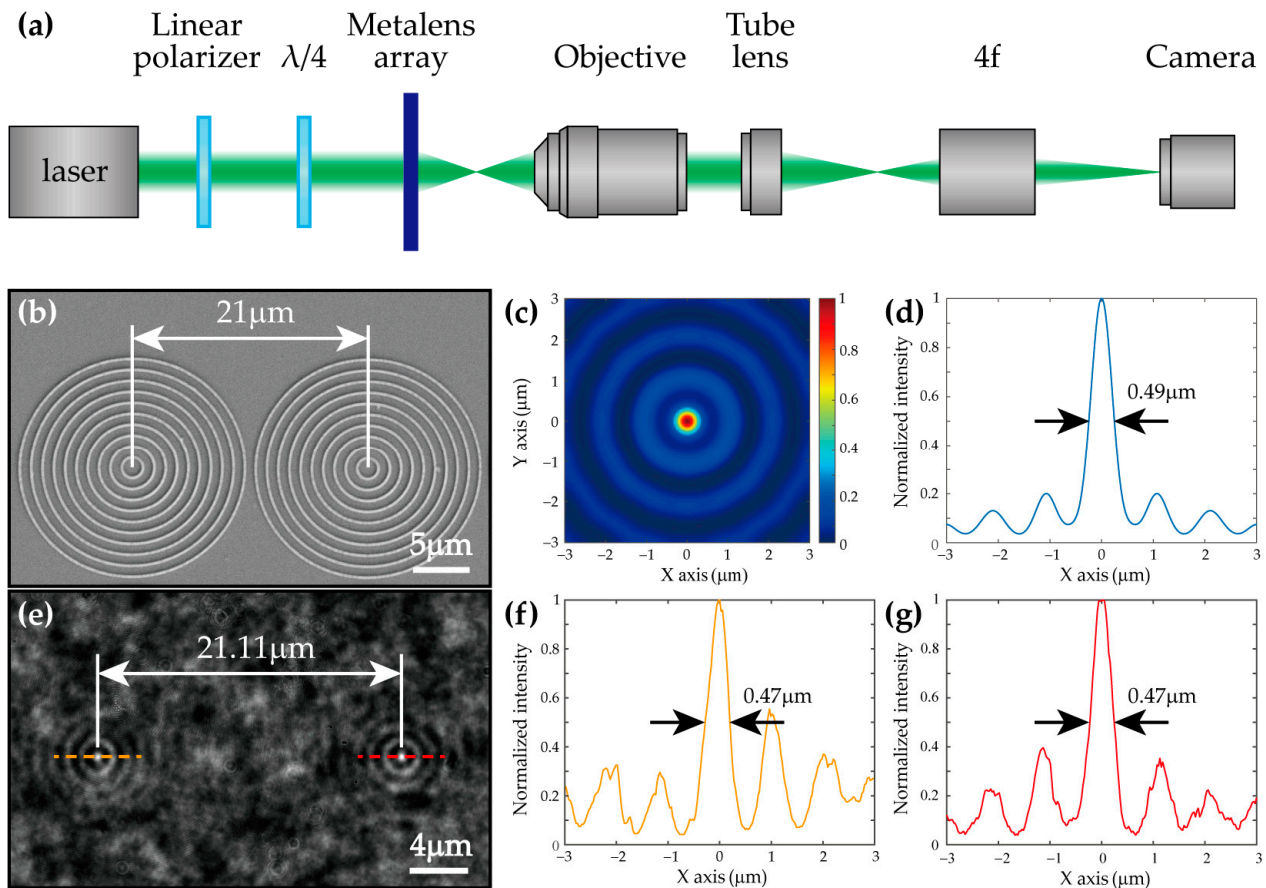 (a)
Linear
polarizer
λ/4
Metalens
array
Objective
Tube
lens
4f
Camera
laser
(b)
21μm
5μm
(c)
3
2
1
0
−1
−2
−3
Y axis (μm)
−3 −2 −1 0 1 2 3
X axis (μm)
1
0.8
0.6
0.4
0.2
0
(d)
1
0.8
0.6
0.4
0.2
0
Normalized intensity
0.49μm
−3 −2 −1 0 1 2 3
X axis (μm)
(e)
21.11μm
4μm
(f)
1
0.8
0.6
0.4
0.2
0
Normalized intensity
0.47μm
−3 −2 −1 0 1 2 3
X axis (μm)
(g)
1
0.8
0.6
0.4
0.2
0
Normalized intensity
0.47μm
−3 −2 −1 0 1 2 3
X axis (μm)